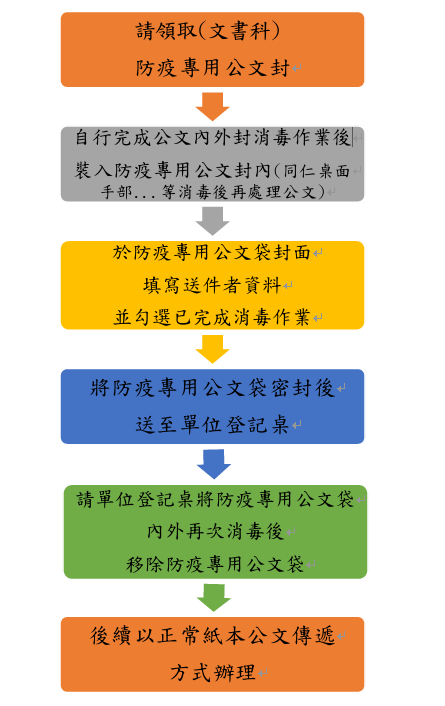 請領取(文書科)
防疫專用公文封
自行完成公文內外封消毒作業後
裝入防疫專用公文封內(同仁桌面
手部...等消毒後再處理公文)
於防疫專用公文袋封面
填寫送件者資料
並勾選已完成消毒作業
將防疫專用公文袋密封後
送至單位登記桌
請單位登記桌將防疫專用公文袋
內外再次消毒後
移除防疫專用公文袋
後續以正常紙本公文傳遞
方式辦理